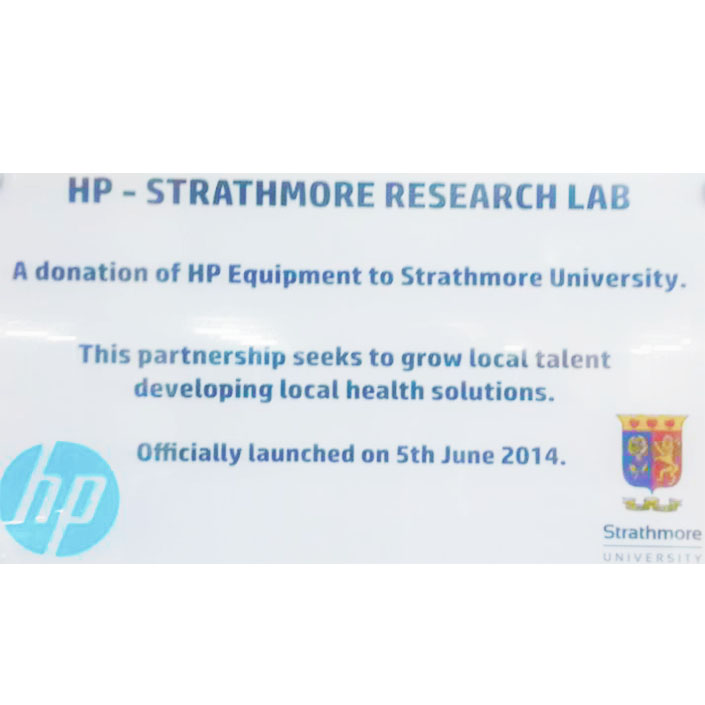 HP - STRATHMORE RESEARCH LAB
A donation of HP Equipment to Strathmore University.
This partnership seeks to grow local talent
developing local health solutions.
Officially launched on 5th June 2014.
hp
Strathmore
UNIVERSITY